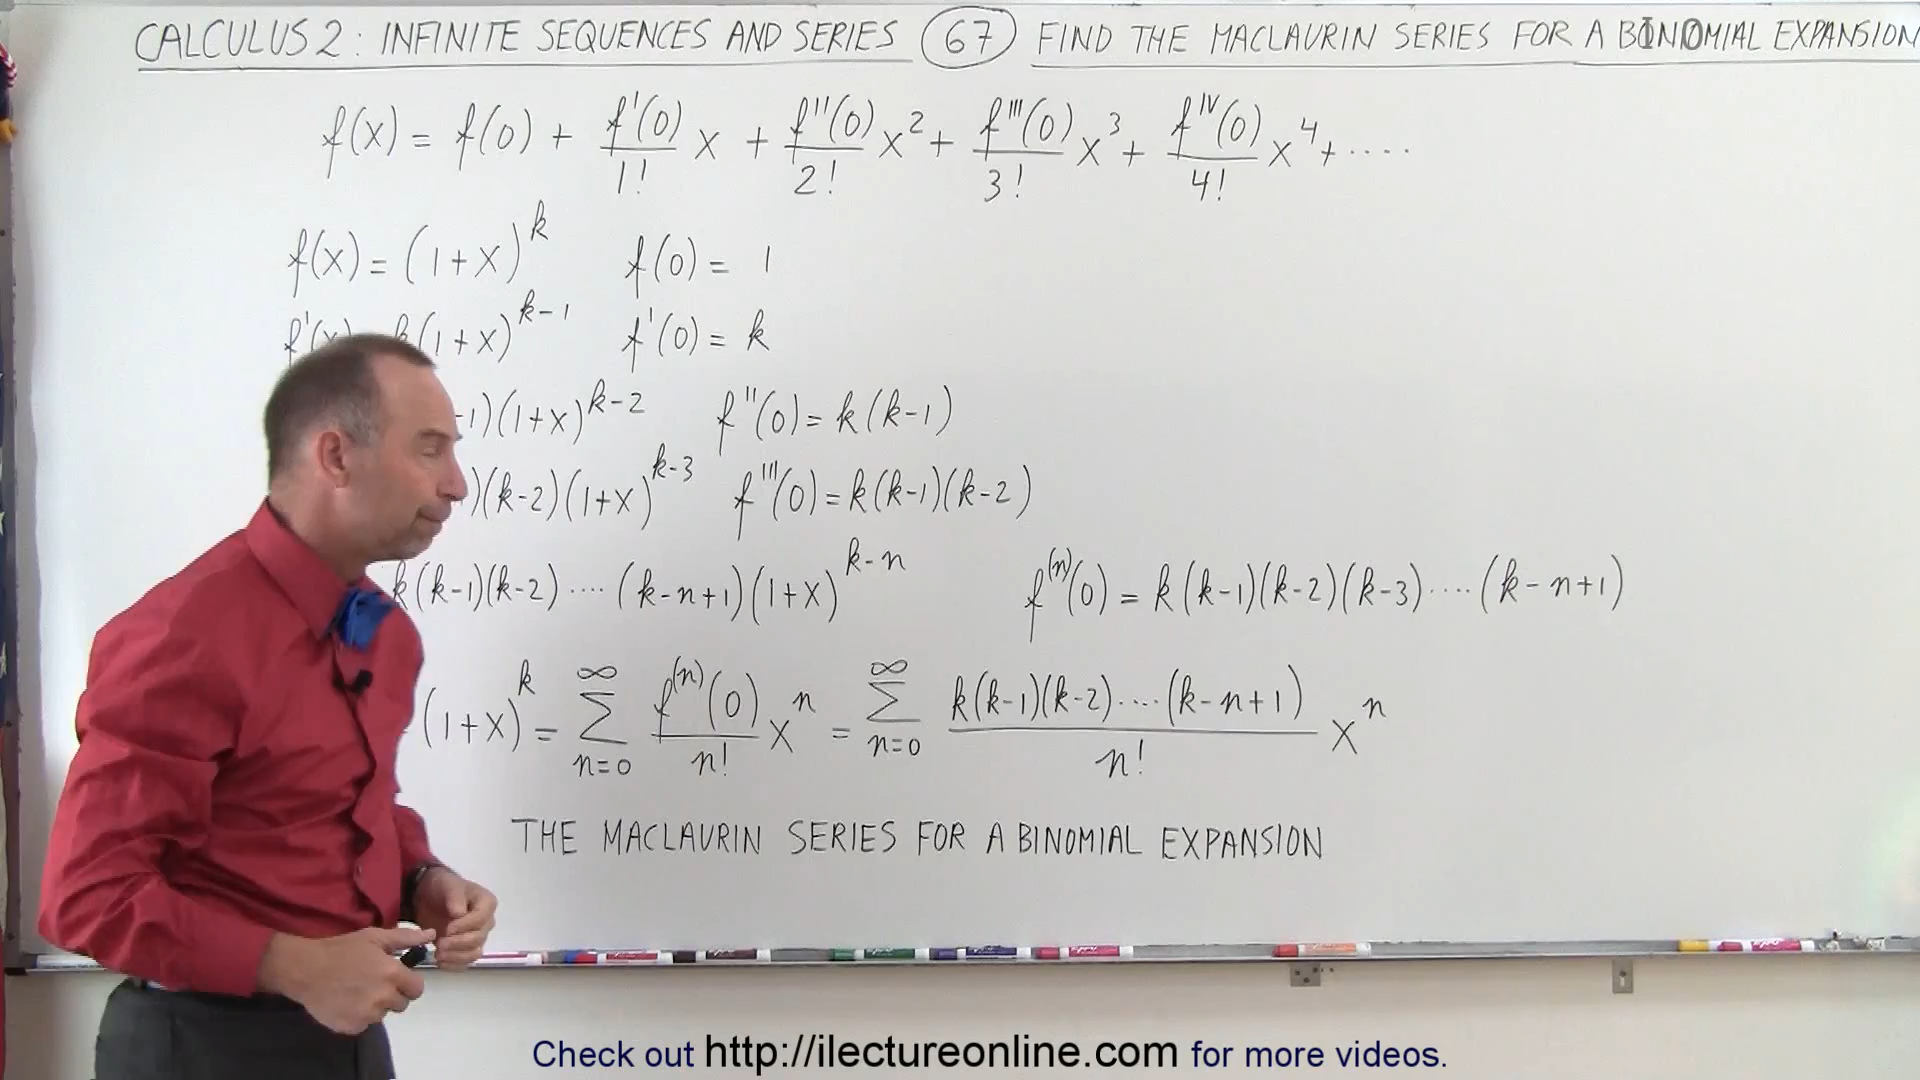 CALCULUS 2 : INFINITE SEQUENCES AND SERIES (67) FIND THE MACLAURIN SERIES FOR A BINOMIAL EXPANSION
f(x) = f(0) + f'(0)/1! x + f''(0)/2! x² + f'''(0)/3! x³ + f^IV(0)/4! x⁴ + ....
f(x) = (1+x)^k f(0) = 1
f'(x) k(1+x)^(k-1) f'(0) = k
-1)(1+x)^(k-2) f''(0) = k(k-1)
)(k-2)(1+x)^(k-3) f'''(0) = k(k-1)(k-2)
k(k-1)(k-2) .... (k-n+1)(1+x)^(k-n) f^(n)(0) = k(k-1)(k-2)(k-3) .... (k-n+1)
(1+x)^k = ∑_{n=0}^∞ f^(n)(0)/n! x^n = ∑_{n=0}^∞ k(k-1)(k-2)....(k-n+1)/n! x^n
THE MACLAURIN SERIES FOR A BINOMIAL EXPANSION
Check out http://ilectureonline.com for more videos.